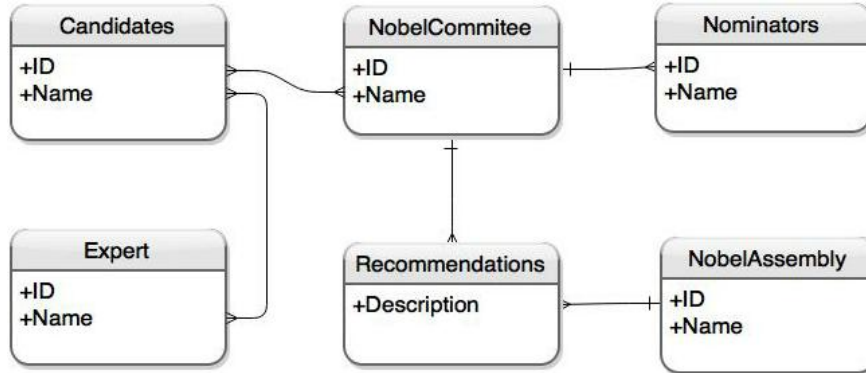 Candidates
+ID
+Name
NobelCommitee
+ID
+Name
Nominators
+ID
+Name
Expert
+ID
+Name
Recommendations
+Description
NobelAssembly
+ID
+Name